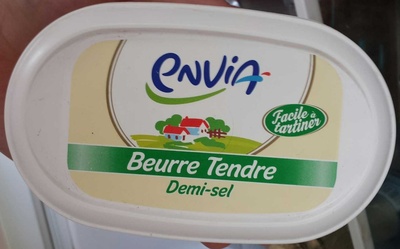 envia
Facile à
tartiner
Beurre Tendre
Demi-sel